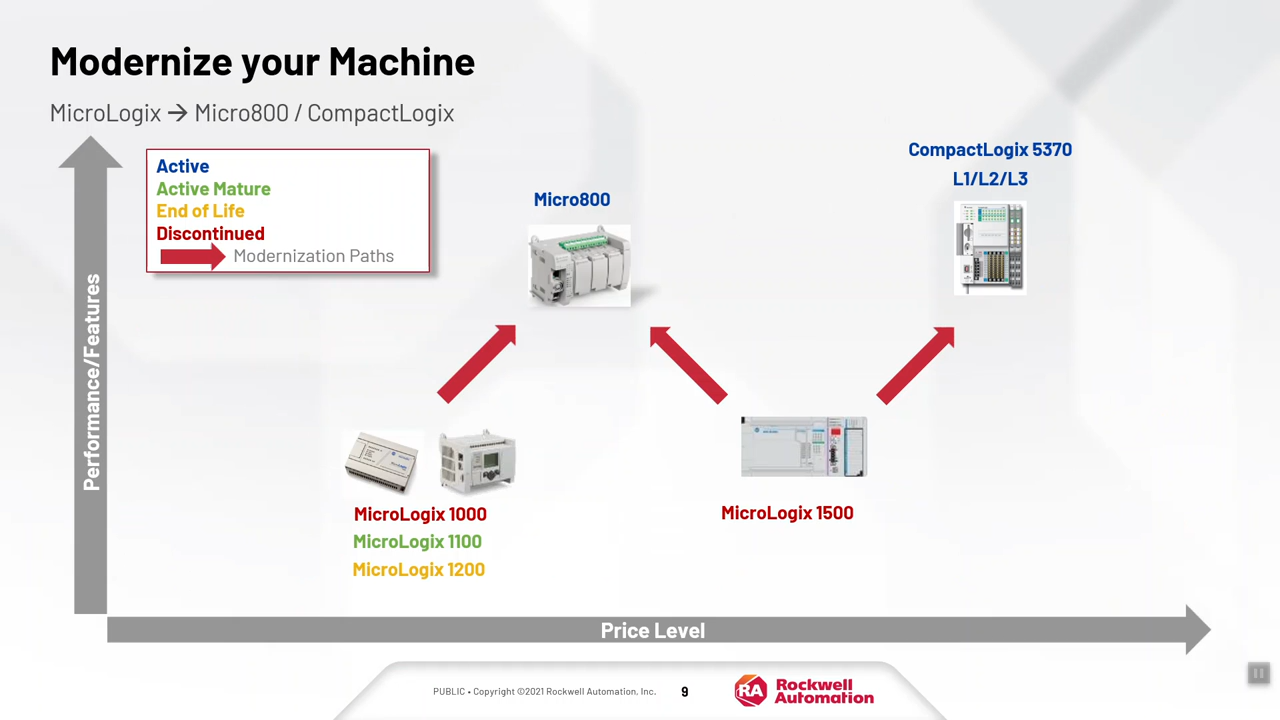 Modernize your Machine
MicroLogix → Micro800 / CompactLogix
Active
Active Mature
End of Life
Discontinued
Modernization Paths
Performance/Features
Micro800
CompactLogix 5370
L1/L2/L3
MicroLogix 1000
MicroLogix 1100
MicroLogix 1200
MicroLogix 1500
Price Level
PUBLIC • Copyright ©2021 Rockwell Automation, Inc.
9
RA
Rockwell
Automation